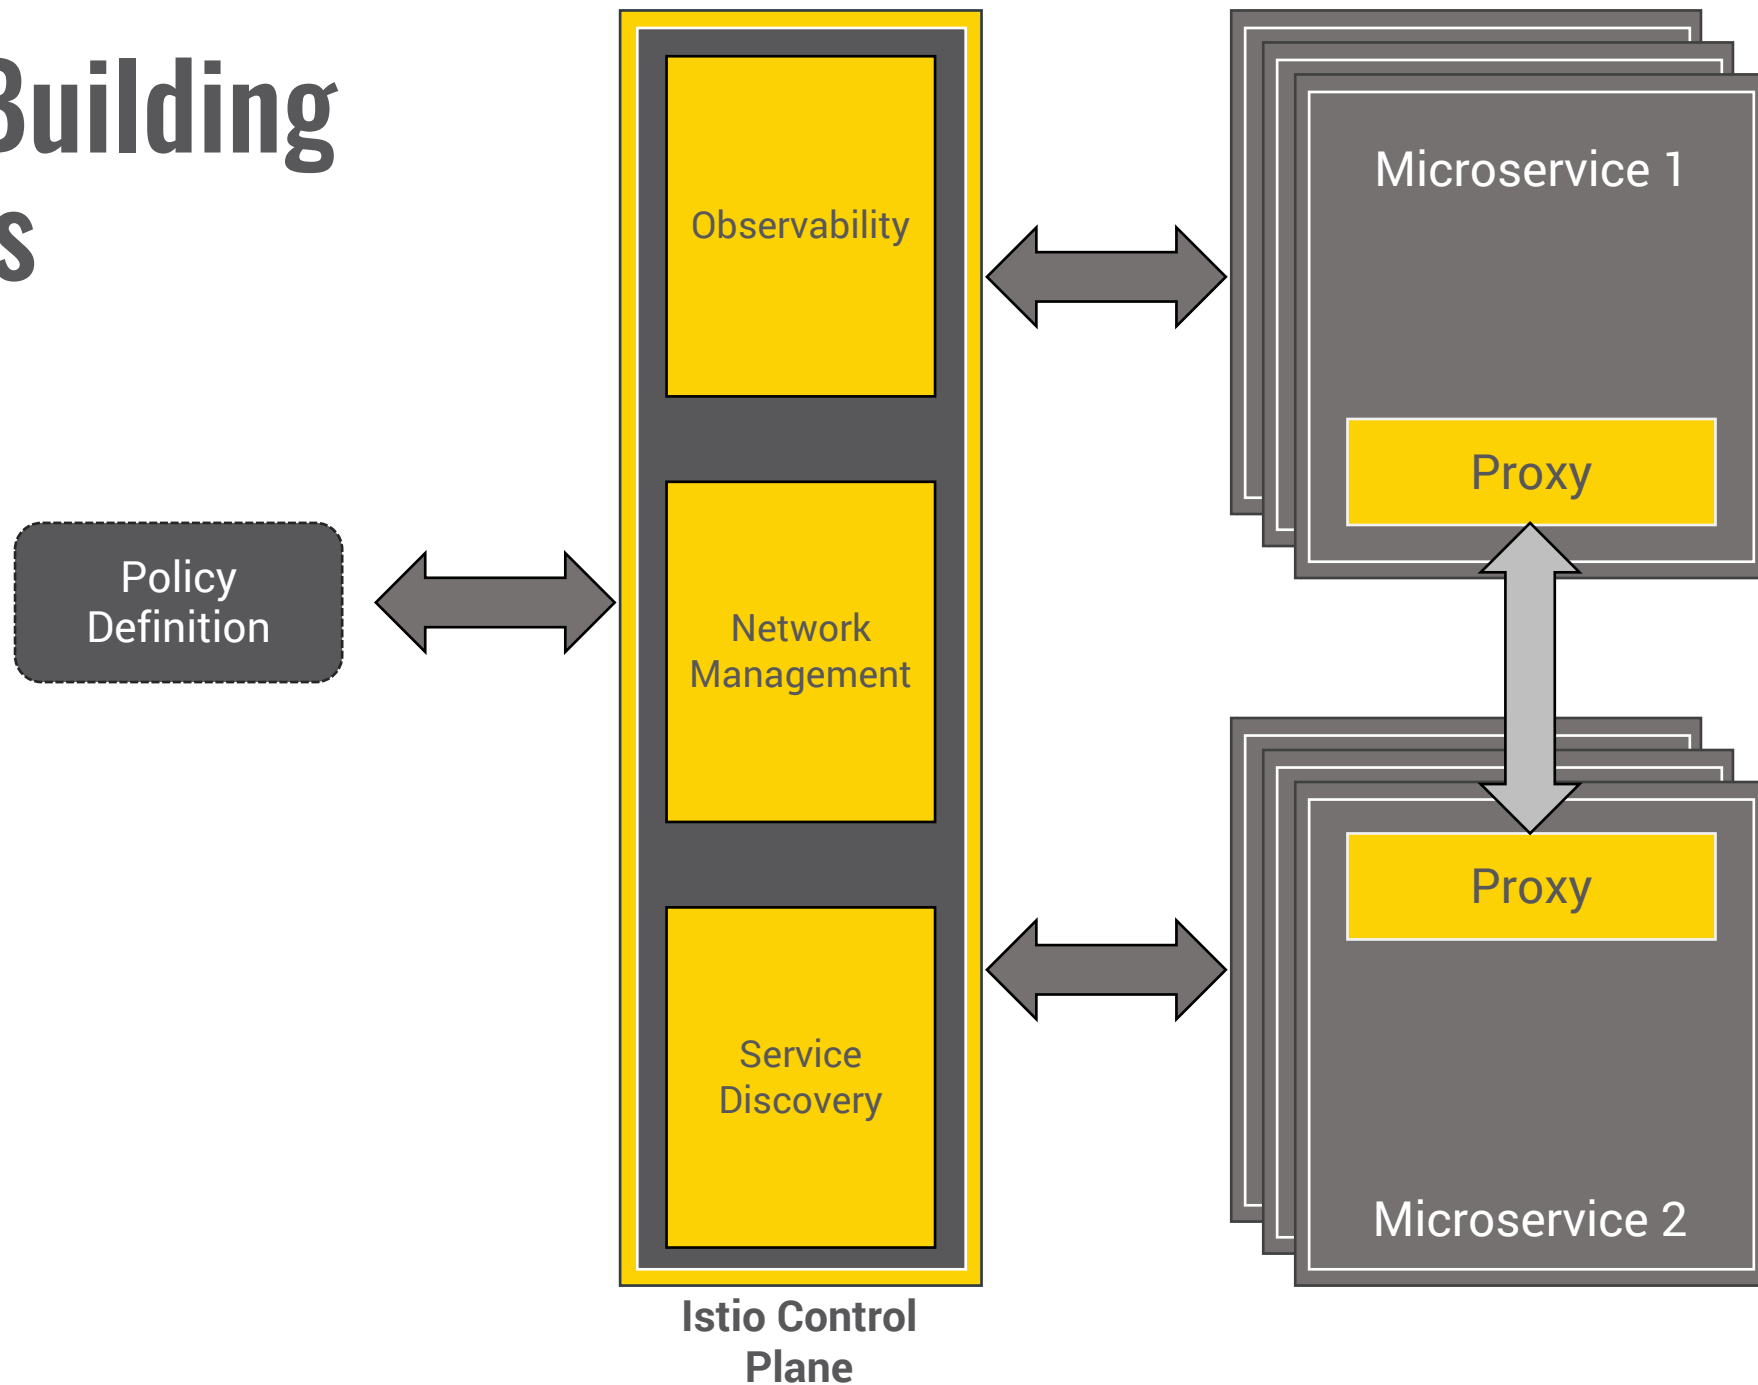 Building
s
Observability
Microservice 1
Proxy
Policy
Definition
Network
Management
Proxy
Service
Discovery
Microservice 2
Istio Control
Plane